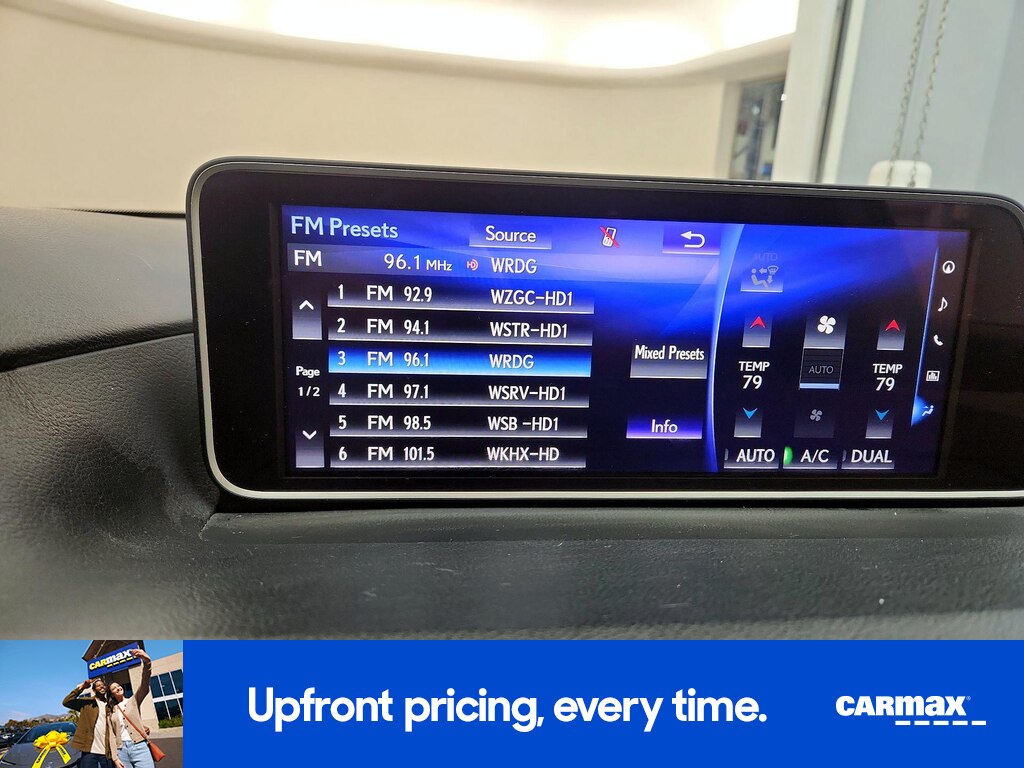 FM Presets Source
FM 96.1 MHz HD WRDG
1 FM 92.9 WZGC-HD1
2 FM 94.1 WSTR-HD1
3 FM 96.1 WRDG
4 FM 97.1 WSRV-HD1
5 FM 98.5 WSB -HD1
6 FM 101.5 WKHX-HD
Page
1/2
Mixed Presets
Info
AUTO
TEMP
79
AUTO
TEMP
79
AUTO A/C DUAL
CARMAX
Upfront pricing, every time.
CARMAX